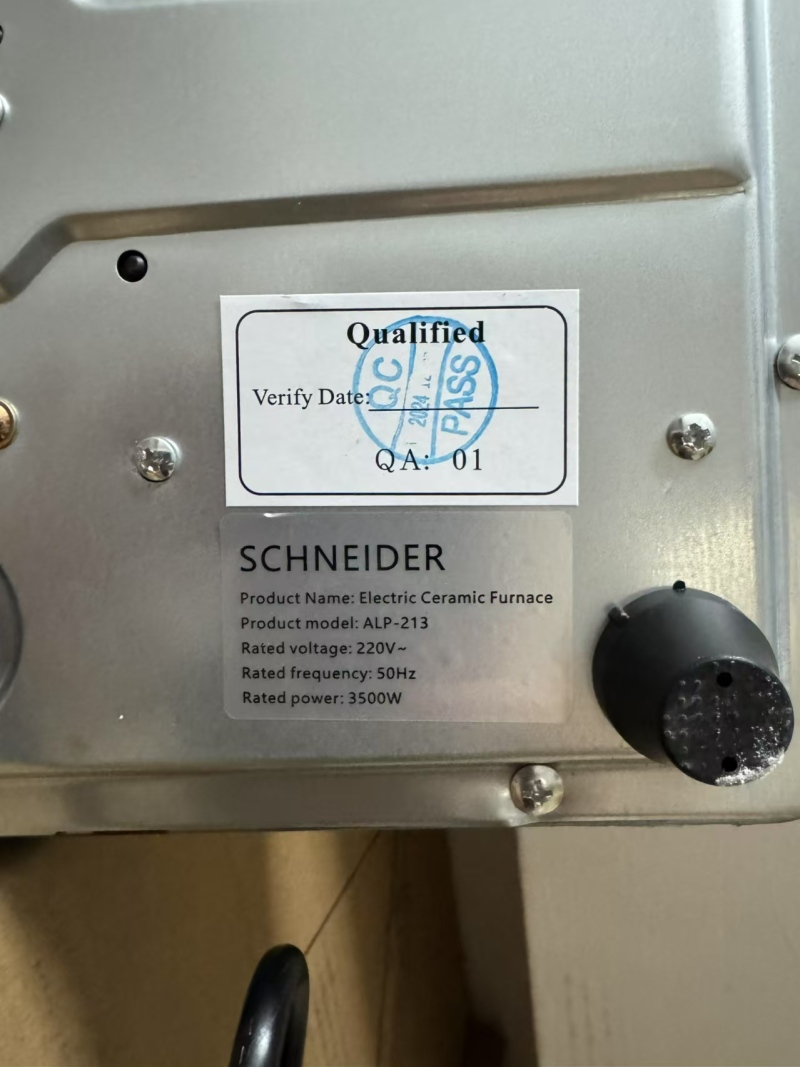 Qualified
QC
2024
PASS
Verify Date:
QA: 01
SCHNEIDER
Product Name: Electric Ceramic Furnace
Product model: ALP-213
Rated voltage: 220V~
Rated frequency: 50Hz
Rated power: 3500W